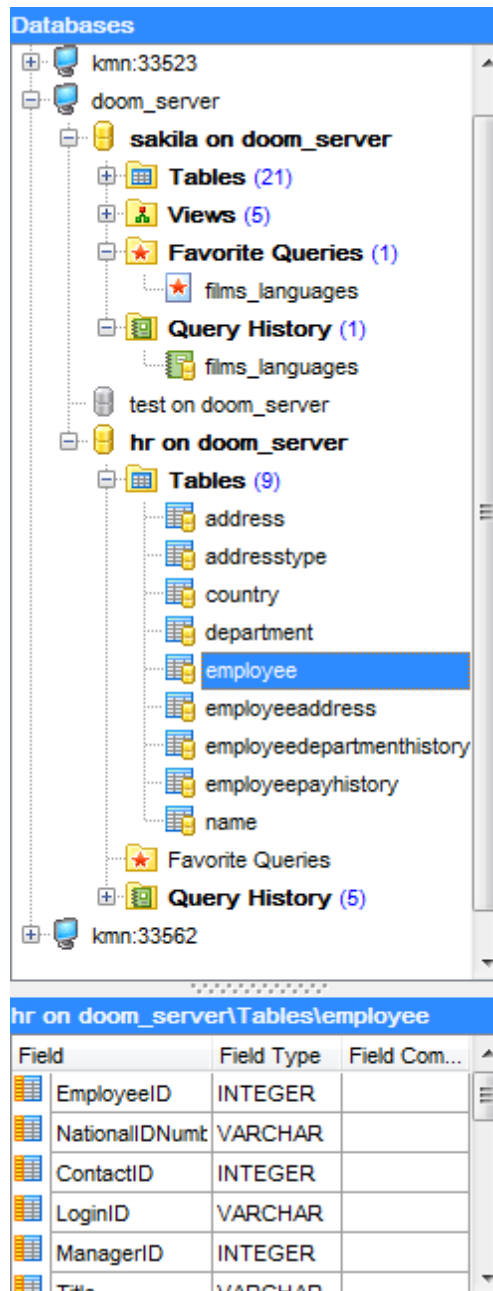 Databases
kmn:33523
doom_server
sakila on doom_server
Tables (21)
Views (5)
Favorite Queries (1)
films_languages
Query History (1)
films_languages
test on doom_server
hr on doom_server
Tables (9)
address
addresstype
country
department
employee
employeeaddress
employeedepartmenthistory
employeepayhistory
name
Favorite Queries
Query History (5)
kmn:33562
hr on doom_server\Tables\employee
Field Field Type Field Com...
EmployeeID INTEGER
NationalIDNumb VARCHAR
ContactID INTEGER
LoginID VARCHAR
ManagerID INTEGER
Title VARCHAR